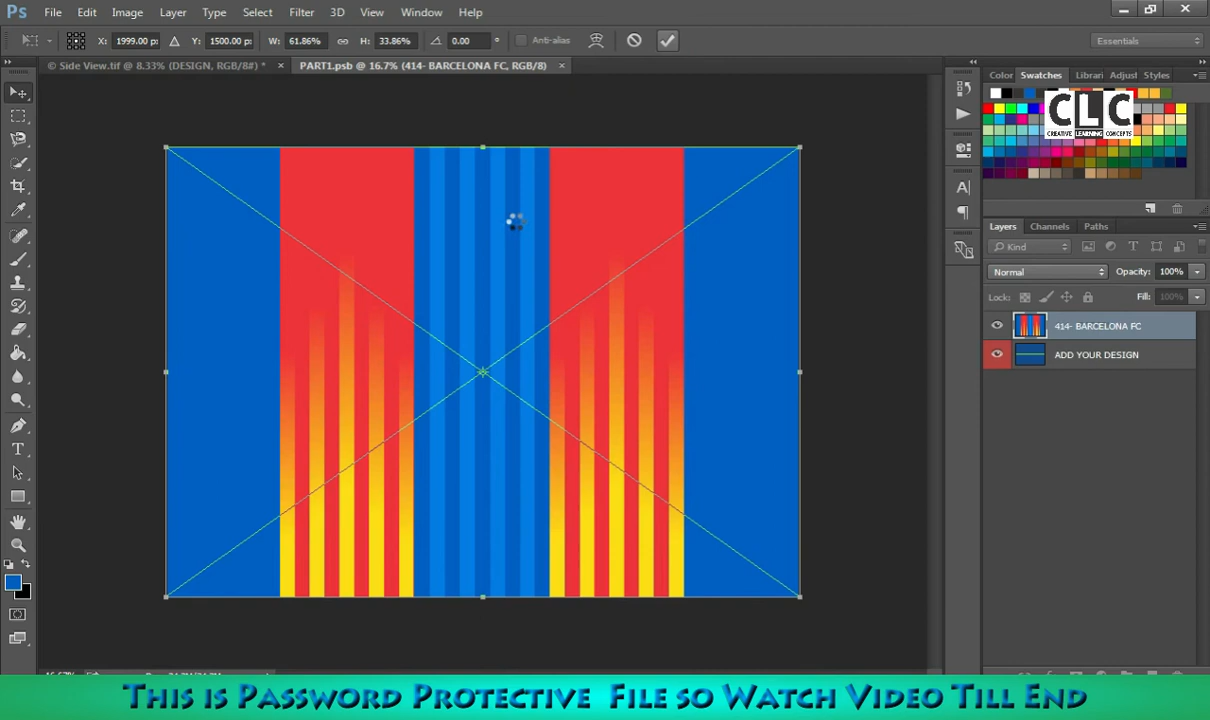 Ps File Edit Image Layer Type Select Filter 3D View Window Help
X: 1999.00 p: Y: 1500.00 p: W: 61.86% H: 33.86% 0.00 ° Anti-alias Essentials
© Side View.tif @ 8.33% (DESIGN, RGB/8#) * × PART1.psb @ 16.7% (414- BARCELONA FC, RGB/8) ×
Color Swatches Librari Adjust Styles
CLC
CREATIVE LEARNING CONCEPTS
Layers Channels Paths
Kind
Normal Opacity: 100%
Lock: Fill: 100%
414- BARCELONA FC
ADD YOUR DESIGN
This is Password Protective File so Watch Video Till End